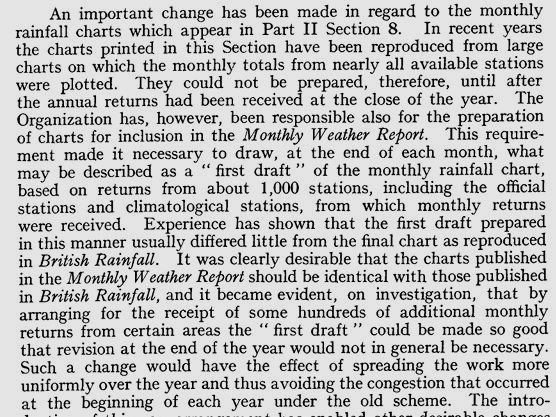 An important change has been made in regard to the monthly
rainfall charts which appear in Part II Section 8. In recent years
the charts printed in this Section have been reproduced from large
charts on which the monthly totals from nearly all available stations
were plotted. They could not be prepared, therefore, until after
the annual returns had been received at the close of the year. The
Organization has, however, been responsible also for the preparation
of charts for inclusion in the Monthly Weather Report. This require-
ment made it necessary to draw, at the end of each month, what
may be described as a “ first draft ” of the monthly rainfall chart,
based on returns from about 1,000 stations, including the official
stations and climatological stations, from which monthly returns
were received. Experience has shown that the first draft prepared
in this manner usually differed little from the final chart as reproduced
in British Rainfall. It was clearly desirable that the charts published
in the Monthly Weather Report should be identical with those published
in British Rainfall, and it became evident, on investigation, that by
arranging for the receipt of some hundreds of additional monthly
returns from certain areas the “ first draft ” could be made so good
that revision at the end of the year would not in general be necessary.
Such a change would have the effect of spreading the work more
uniformly over the year and thus avoiding the congestion that occurred
at the beginning of each year under the old scheme. The intro-